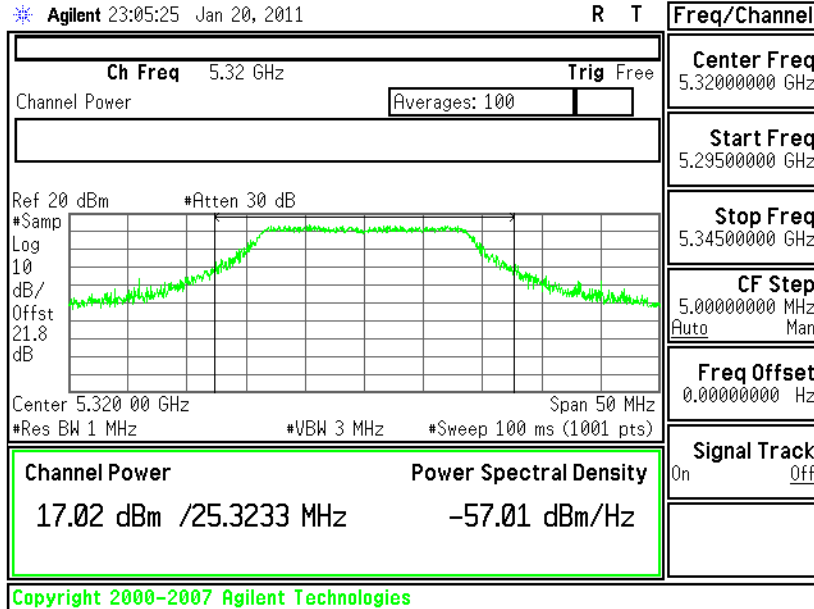 Agilent 23:05:25 Jan 20, 2011 R T
Ch Freq 5.32 GHz Trig Free
Channel Power Averages: 100
Ref 20 dBm #Atten 30 dB
#Samp
Log
10
dB/
Offst
21.8
dB
Center 5.320 00 GHz Span 50 MHz
#Res BW 1 MHz #VBW 3 MHz #Sweep 100 ms (1001 pts)
Channel Power Power Spectral Density
17.02 dBm /25.3233 MHz -57.01 dBm/Hz
Copyright 2000-2007 Agilent Technologies
Freq/Channel
Center Freq
5.32000000 GHz
Start Freq
5.29500000 GHz
Stop Freq
5.34500000 GHz
CF Step
5.00000000 MHz
Auto Man
Freq Offset
0.00000000 Hz
Signal Track
On Off